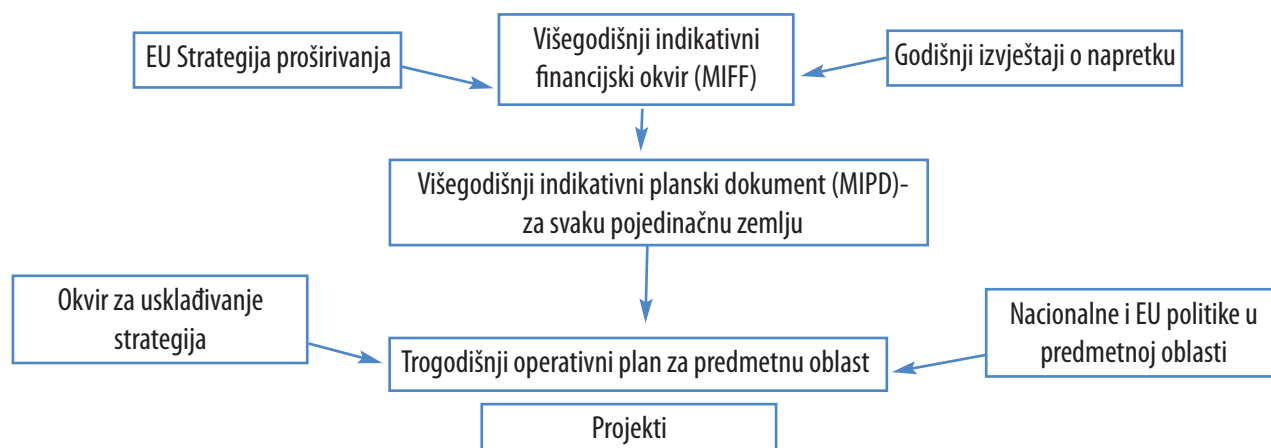 EU Strategija proširivanja
Višegodišnji indikativni
financijski okvir (MIFF)
Godišnji izvještaji o napretku
Višegodišnji indikativni planski dokument (MIPD)-
za svaku pojedinačnu zemlju
Okvir za usklađivanje
strategija
Nacionalne i EU politike u
predmetnoj oblasti
Trogodišnji operativni plan za predmetnu oblast
Projekti